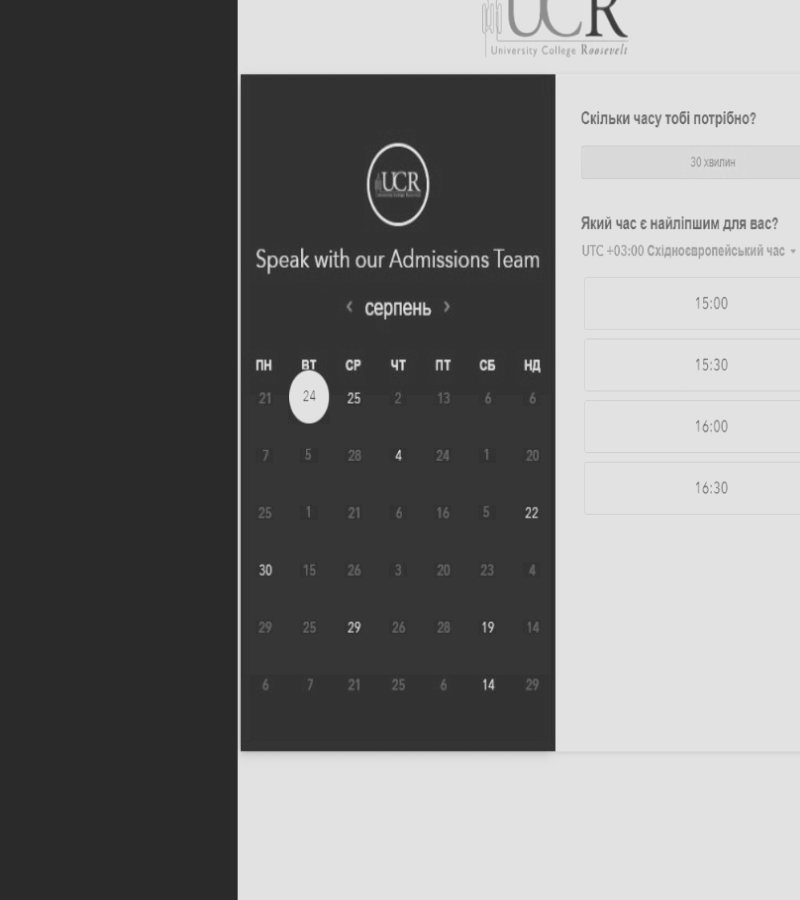 UCR
University College Roosevelt
UCR
Speak with our Admissions Team
серпень
ПН ВТ СР ЧТ ПТ СБ НД
21 24 25 2 13 6 6
7 5 28 4 24 1 20
25 1 21 6 16 5 22
30 15 26 3 20 23 4
29 25 29 26 28 19 14
6 7 21 25 6 14 29
Скільки часу тобі потрібно?
30 хвилин
Який час є найліпшим для вас?
UTC +03:00 Східноєвропейський час
15:00
15:30
16:00
16:30